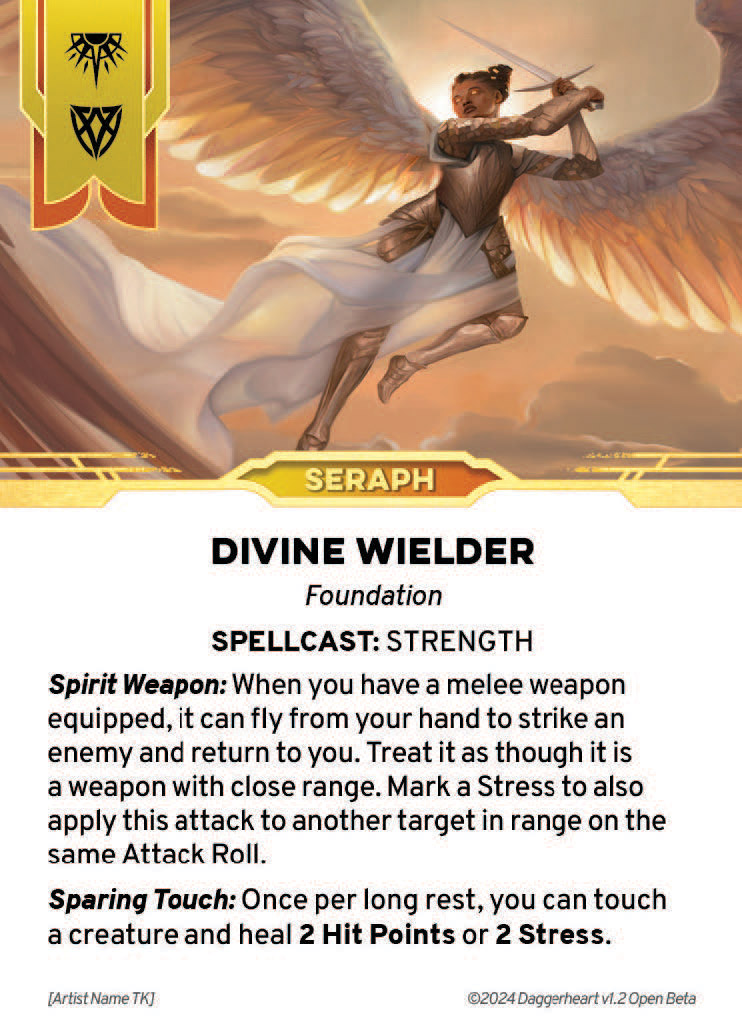 SERAPH
DIVINE WIELDER
Foundation
SPELLCAST: STRENGTH
Spirit Weapon: When you have a melee weapon
equipped, it can fly from your hand to strike an
enemy and return to you. Treat it as though it is
a weapon with close range. Mark a Stress to also
apply this attack to another target in range on the
same Attack Roll.
Sparing Touch: Once per long rest, you can touch
a creature and heal 2 Hit Points or 2 Stress.
[Artist Name TK]
©2024 Daggerheart v1.2 Open Beta